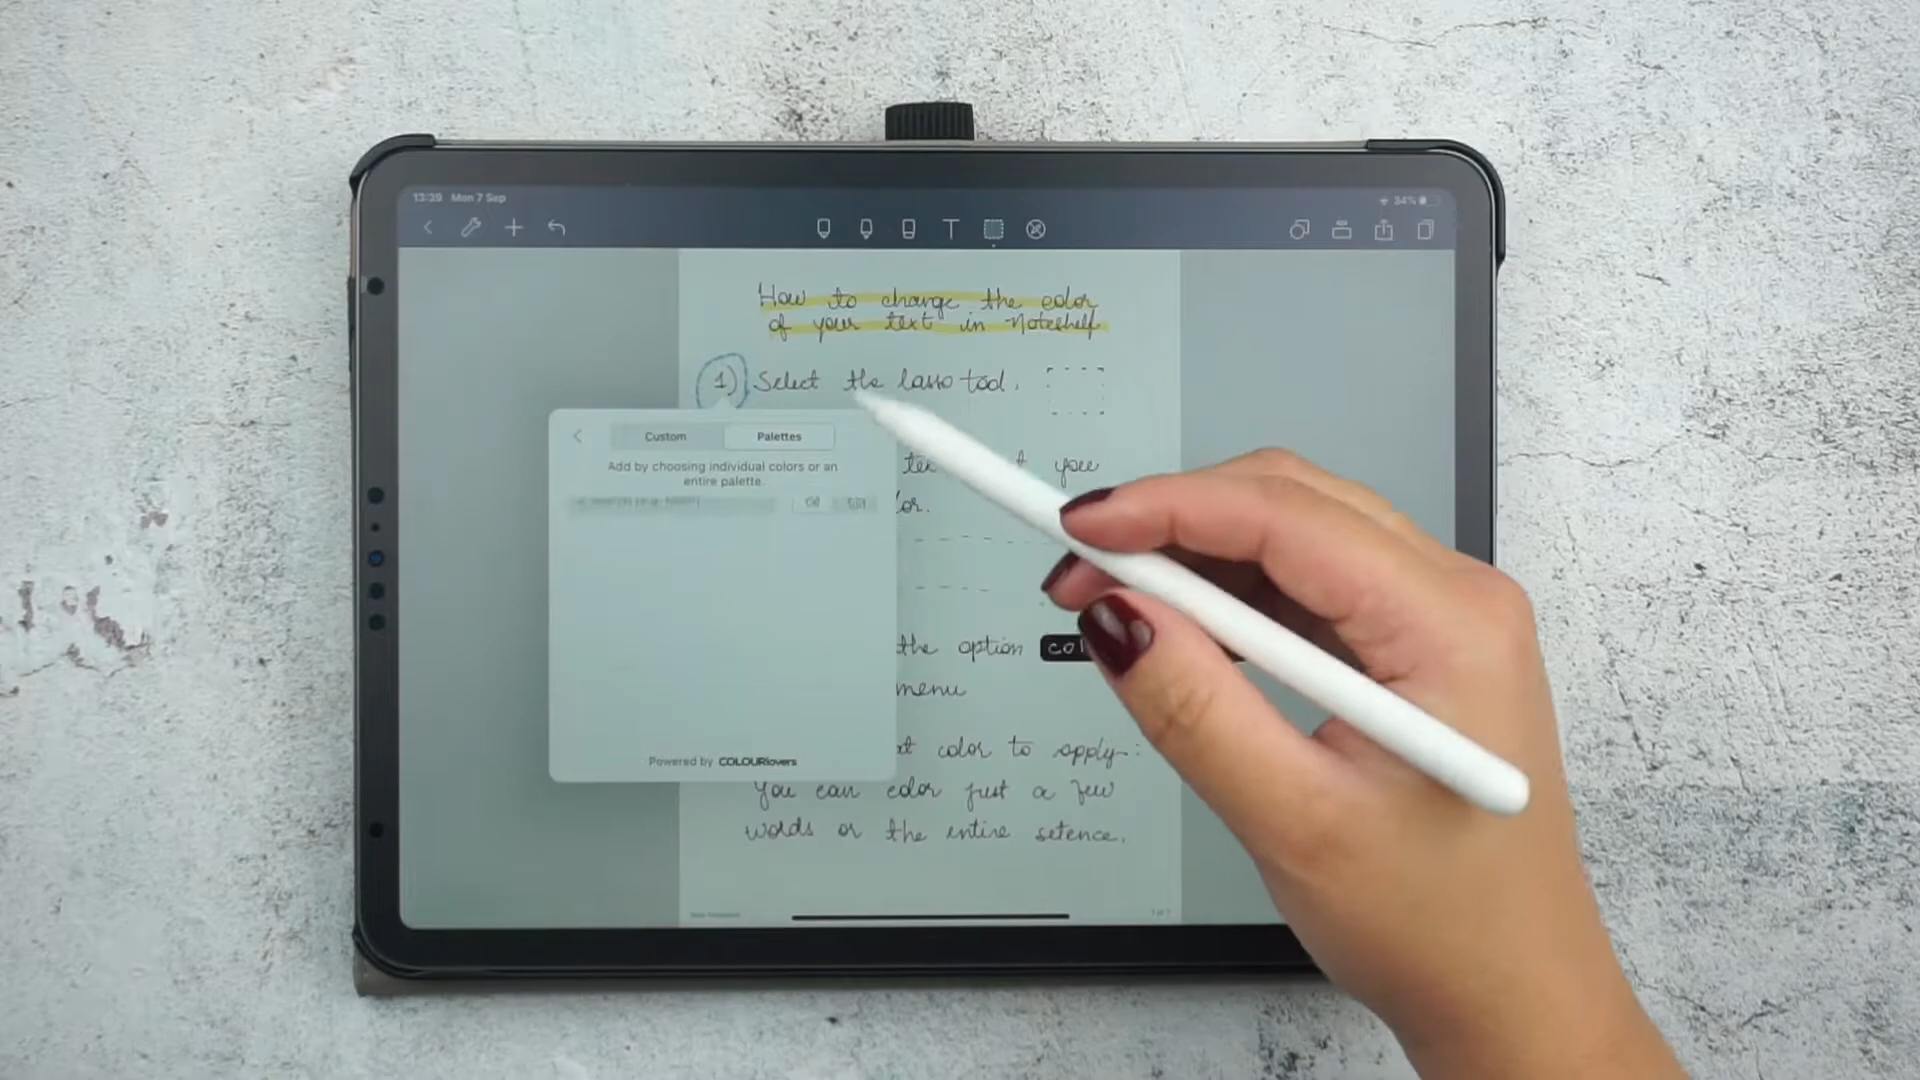 13:39 Mon 7 Sep
34%
How to change the color
of your text in Noteshelf
1) Select the lasso tool.
Custom Palettes
Add by choosing individual colors or an
entire palette.
you
the option
menu
Powered by COLOURlovers
color to apply:
You can color just a few
words or the entire setence.